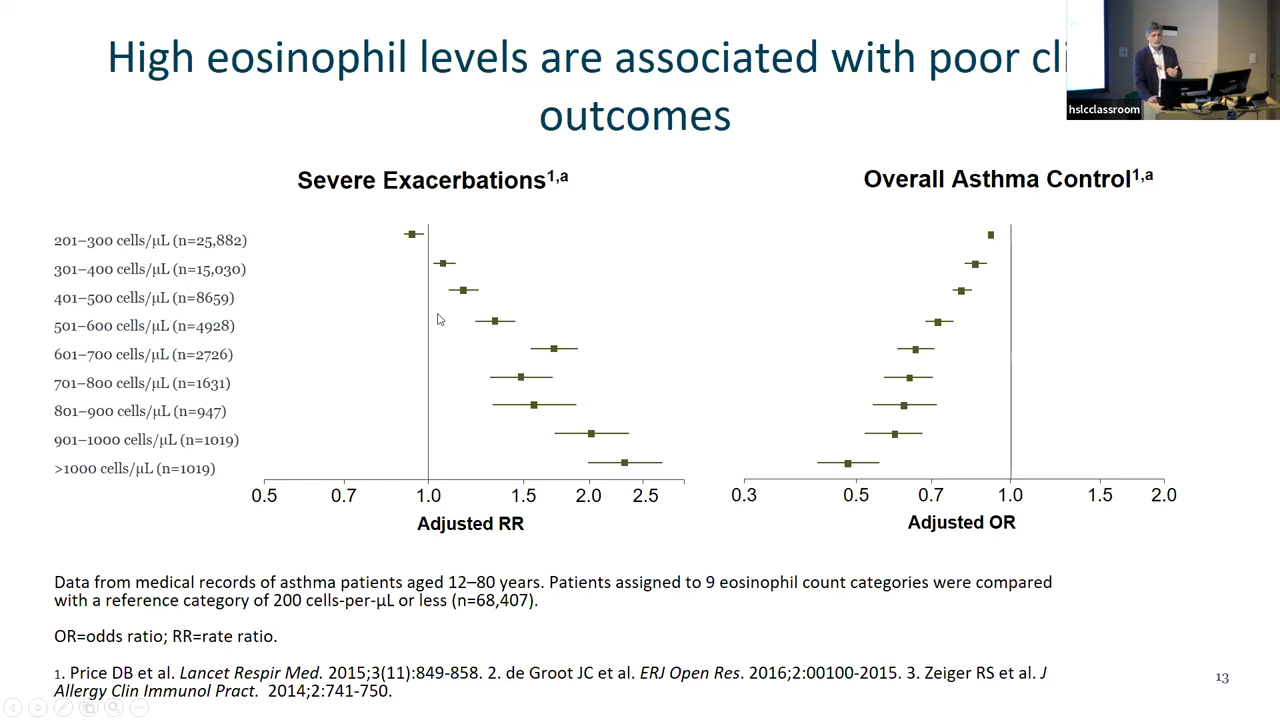 High eosinophil levels are associated with poor cli
outcomes
hslcclassroom
Severe Exacerbations1,a
Overall Asthma Control1,a
201–300 cells/μL (n=25,882)
301–400 cells/μL (n=15,030)
401–500 cells/μL (n=8659)
501–600 cells/μL (n=4928)
601–700 cells/μL (n=2726)
701–800 cells/μL (n=1631)
801–900 cells/μL (n=947)
901–1000 cells/μL (n=1019)
>1000 cells/μL (n=1019)
0.5 0.7 1.0 1.5 2.0 2.5
Adjusted RR
0.3 0.5 0.7 1.0 1.5 2.0
Adjusted OR
Data from medical records of asthma patients aged 12–80 years. Patients assigned to 9 eosinophil count categories were compared
with a reference category of 200 cells-per-μL or less (n=68,407).
OR=odds ratio; RR=rate ratio.
1. Price DB et al. Lancet Respir Med. 2015;3(11):849-858. 2. de Groot JC et al. ERJ Open Res. 2016;2:00100-2015. 3. Zeiger RS et al. J
Allergy Clin Immunol Pract. 2014;2:741-750.
13